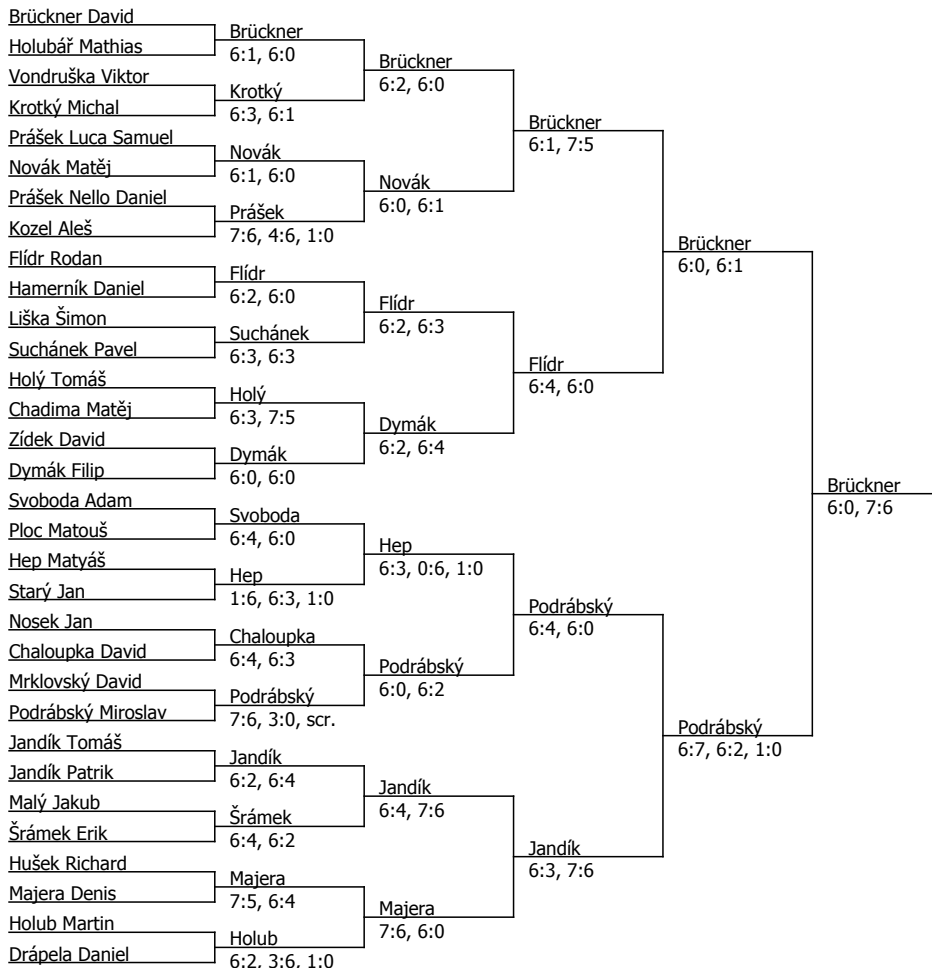 Brückner David
Holubář Mathias
Vondruška Viktor
Krotký Michal
Prášek Luca Samuel
Novák Matěj
Prášek Nello Daniel
Kozel Aleš
Flídr Rodan
Hamerník Daniel
Liška Šimon
Suchánek Pavel
Holý Tomáš
Chadima Matěj
Zídek David
Dymák Filip
Svoboda Adam
Ploc Matouš
Hep Matyáš
Starý Jan
Nosek Jan
Chaloupka David
Mrklovský David
Podrábský Miroslav
Jandík Tomáš
Jandík Patrik
Malý Jakub
Šrámek Erik
Hušek Richard
Majera Denis
Holub Martin
Drápela Daniel
Brückner
6:1, 6:0
Krotký
6:3, 6:1
Novák
6:1, 6:0
Prášek
7:6, 4:6, 1:0
Flídr
6:2, 6:0
Suchánek
6:3, 6:3
Holý
6:3, 7:5
Dymák
6:0, 6:0
Svoboda
6:4, 6:0
Hep
1:6, 6:3, 1:0
Chaloupka
6:4, 6:3
Podrábský
7:6, 3:0, scr.
Jandík
6:2, 6:4
Šrámek
6:4, 6:2
Majera
7:5, 6:4
Holub
6:2, 3:6, 1:0
Brückner
6:2, 6:0
Novák
6:0, 6:1
Flídr
6:2, 6:3
Dymák
6:2, 6:4
Hep
6:3, 0:6, 1:0
Podrábský
6:0, 6:2
Jandík
6:4, 7:6
Majera
7:6, 6:0
Brückner
6:1, 7:5
Flídr
6:4, 6:0
Podrábský
6:4, 6:0
Jandík
6:3, 7:6
Brückner
6:0, 6:1
Podrábský
6:7, 6:2, 1:0
Brückner
6:0, 7:6